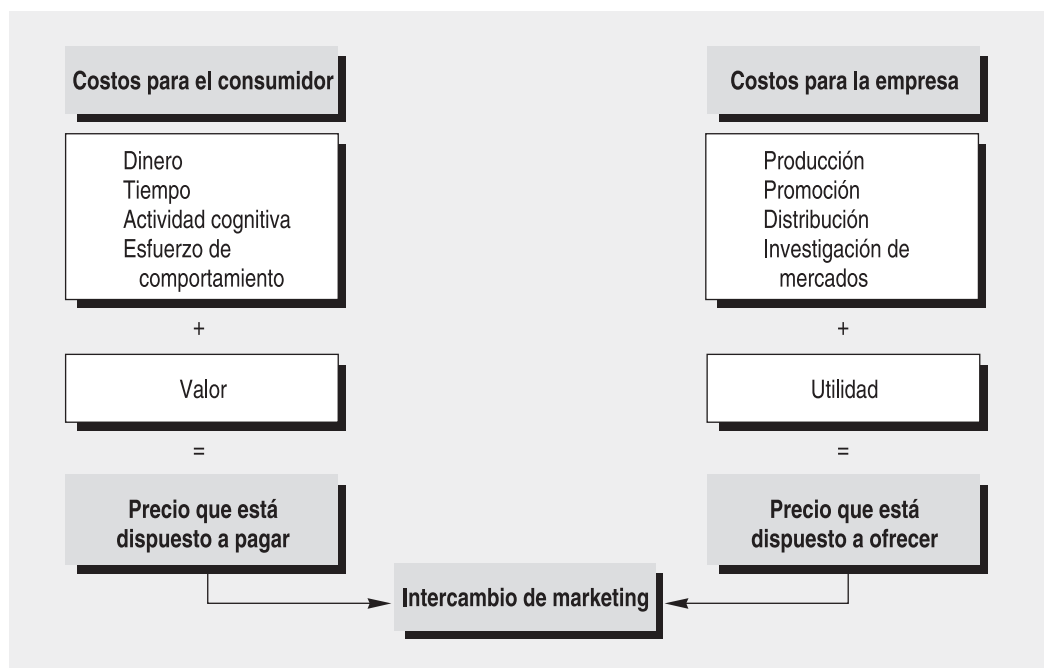 Costos para el consumidor
Dinero
Tiempo
Actividad cognitiva
Esfuerzo de
comportamiento
+
Valor
=
Precio que está
dispuesto a pagar
Costos para la empresa
Producción
Promoción
Distribución
Investigación de
mercados
+
Utilidad
=
Precio que está
dispuesto a ofrecer
Intercambio de marketing